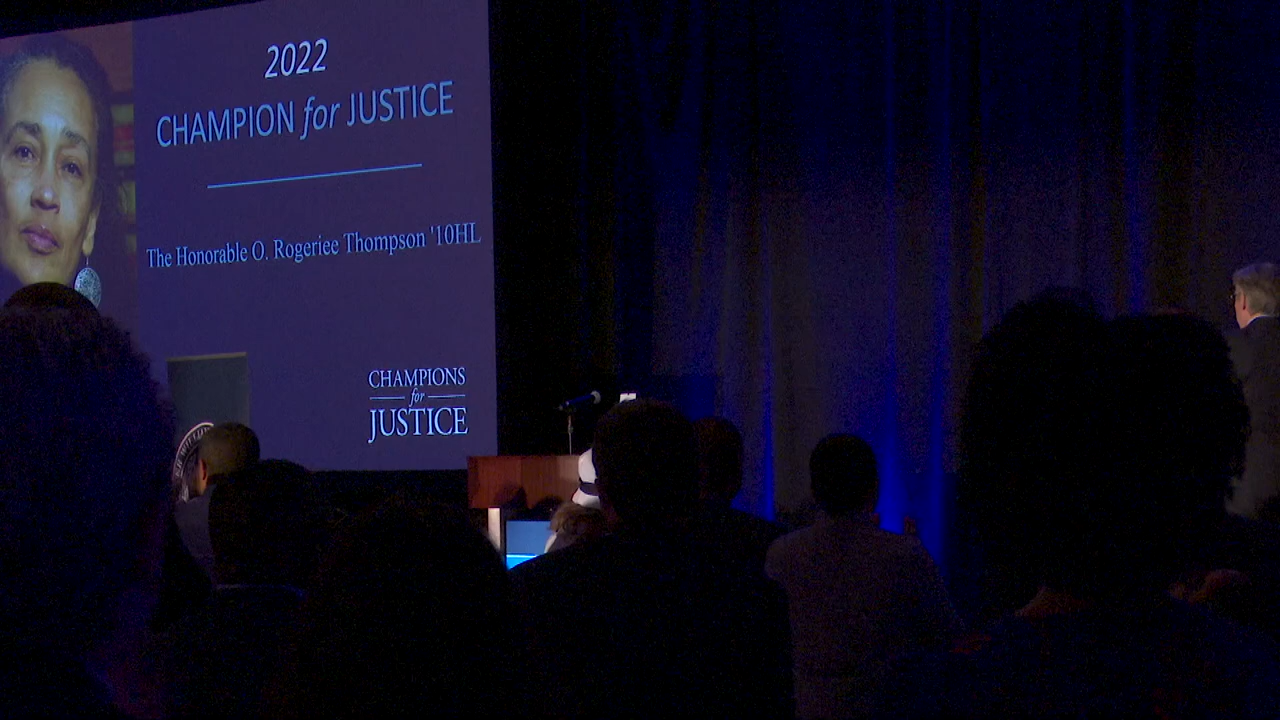 2022
CHAMPION for JUSTICE
The Honorable O. Rogeriee Thompson '10HL
CHAMPIONS
for
JUSTICE